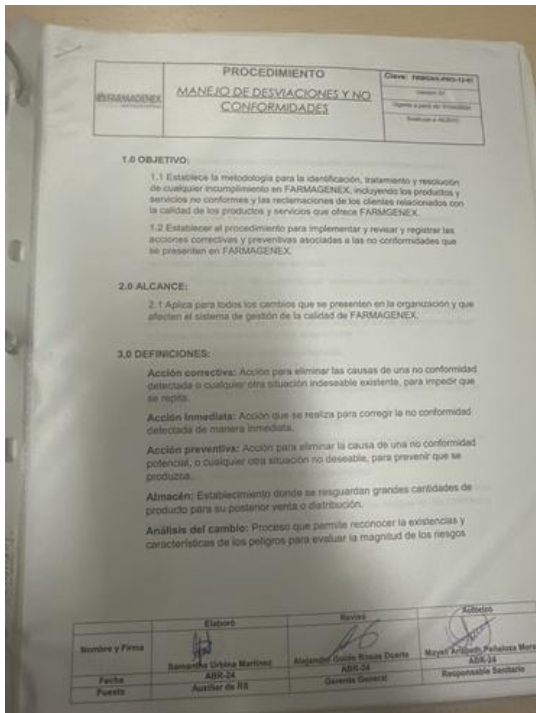 PROCEDIMIENTO
MANEJO DE DESVIACIONES Y NO
CONFORMIDADES
FARMAGENEX
Clave:
1.0 OBJETIVO:
1.1 Establece la metodología para la identificación, tratamiento y resolución
de cualquier incumplimiento en FARMAGENEX, incluyendo los productos y
servicios no conformes y las reclamaciones de los clientes relacionados con
la calidad de los productos y servicios que ofrece FARMGENEX.
1.2 Establecer el procedimiento para implementar y revisar y registrar las
acciones correctivas y preventivas asociadas a las no conformidades que
se presenten en FARMAGENEX.
2.0 ALCANCE:
2.1 Aplica para todos los cambios que se presenten en la organización y que
afecten el sistema de gestión de la calidad de FARMAGENEX.
3.0 DEFINICIONES:
Acción correctiva: Acción para eliminar las causas de una no conformidad
detectada o cualquier otra situación indeseable existente, para impedir que
se repita.
Acción Inmediata: Acción que se realiza para corregir la no conformidad
detectada de manera inmediata.
Acción preventiva: Acción para eliminar la causa de una no conformidad
potencial, o cualquier otra situación no deseable, para prevenir que se
produzca.
Almacén: Establecimiento donde se resguardan grandes cantidades de
producto para su posterior venta o distribución.
Análisis del cambio: Proceso que permite reconocer la existencias y
características de los peligros para evaluar la magnitud de los riesgos
Elaboró Revisó Autorizó
Nombre y Firma Samantha Urbina Martínez Alejandro Rosas Duarte Mayeli Peñaloza
Fecha ABR-24 ABR-24 ABR-24
Puesto Auxiliar de RS Gerente General Responsable Sanitario